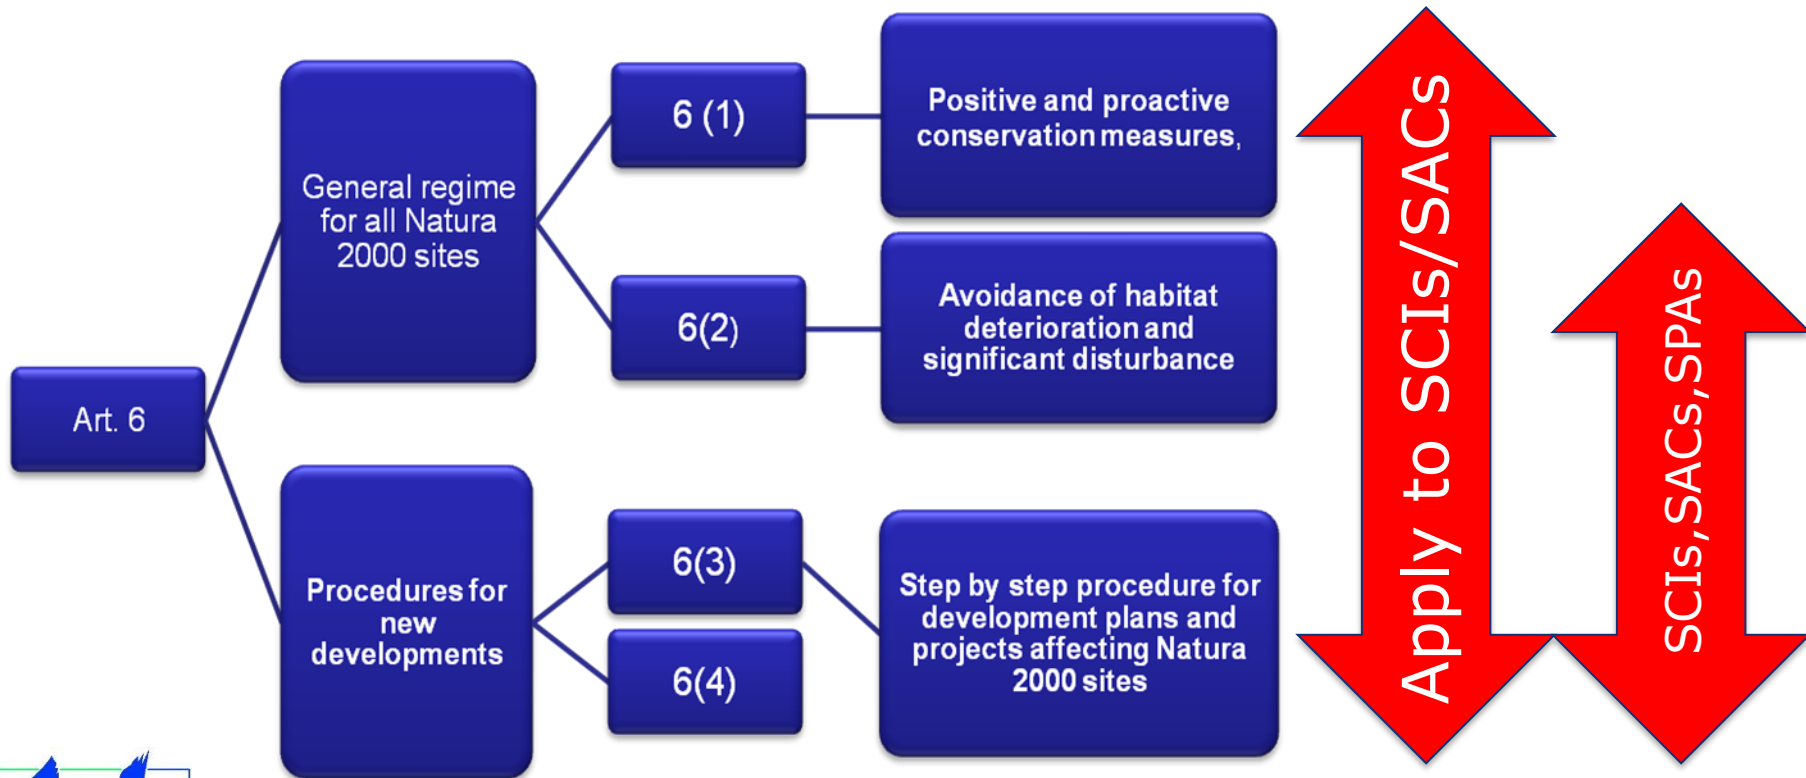 Art. 6
General regime
for all Natura
2000 sites
6 (1)
Positive and proactive
conservation measures,
6(2)
Avoidance of habitat
deterioration and
significant disturbance
Procedures for
new
developments
6(3)
6(4)
Step by step procedure for
development plans and
projects affecting Natura
2000 sites
Apply to SCIs/SACs
SCIs,SACs,SPAs